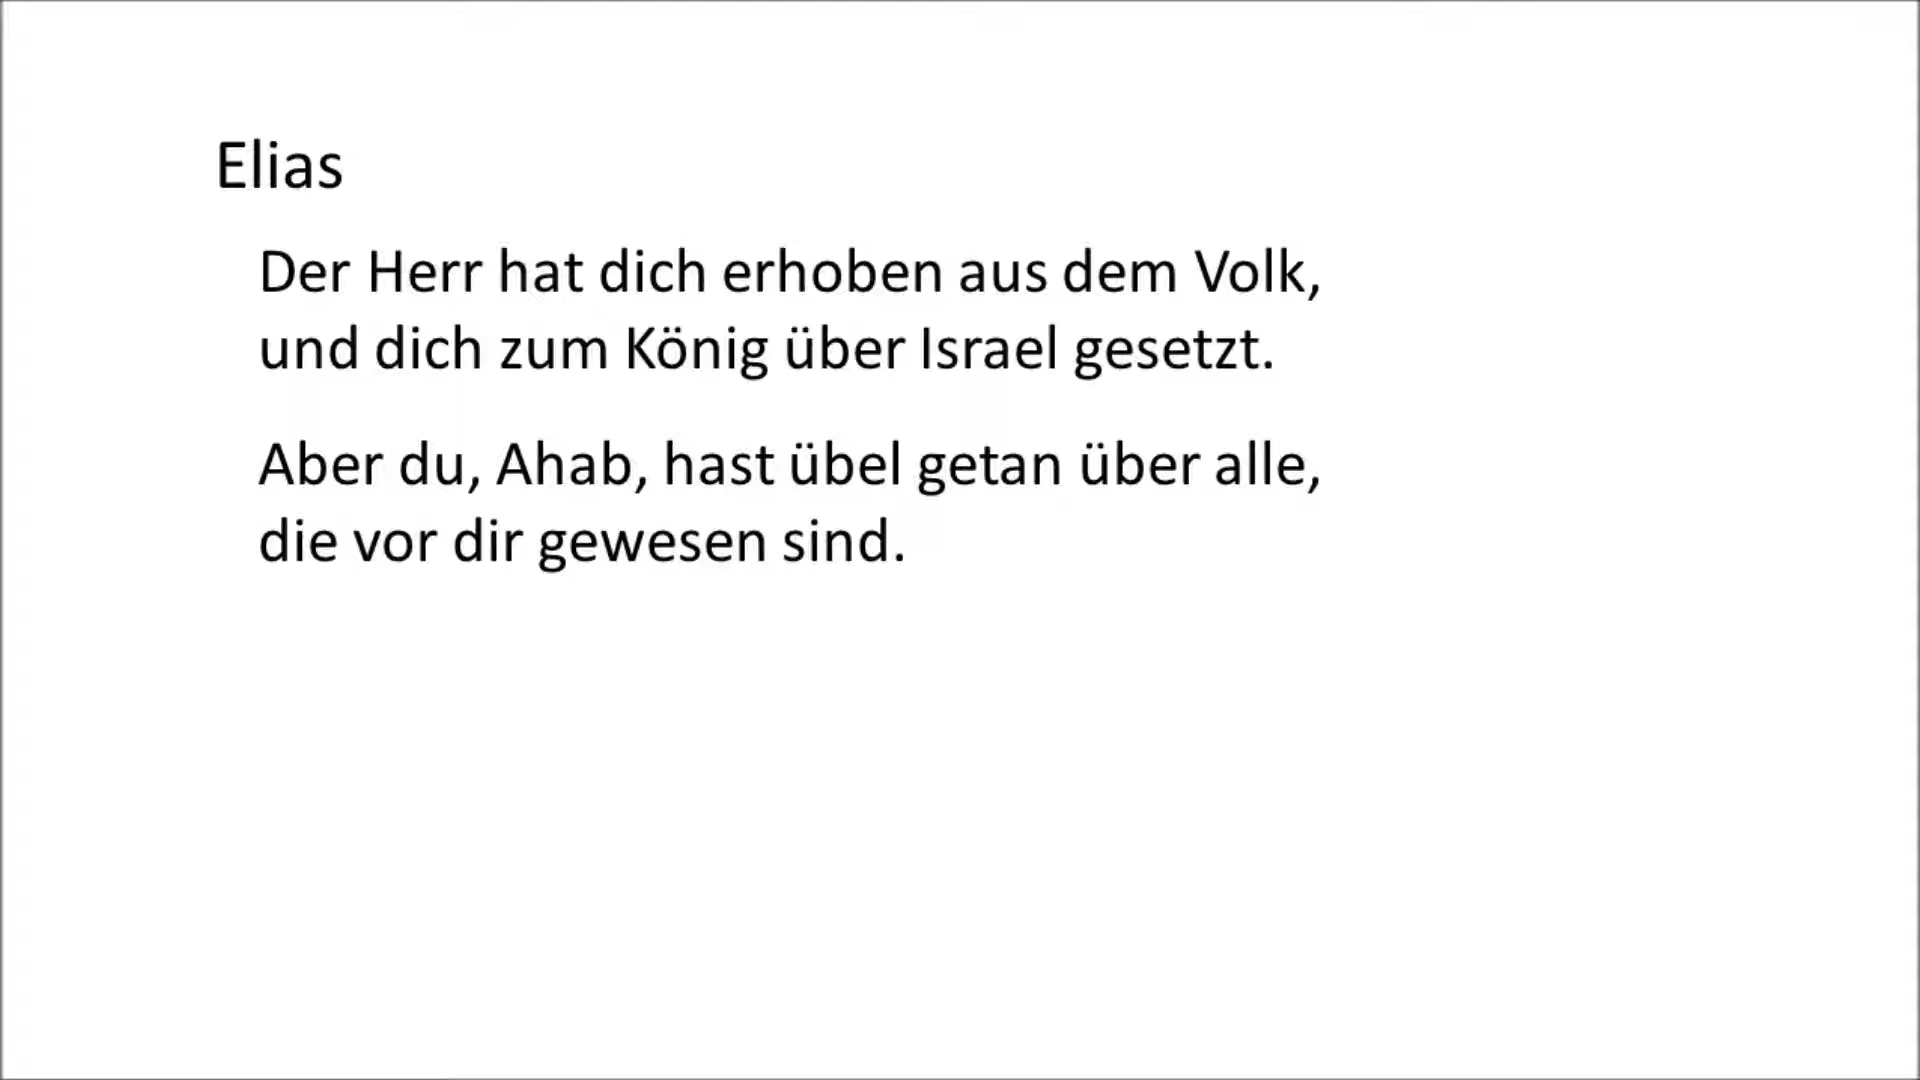 Elias
Der Herr hat dich erhoben aus dem Volk,
und dich zum König über Israel gesetzt.
Aber du, Ahab, hast übel getan über alle,
die vor dir gewesen sind.